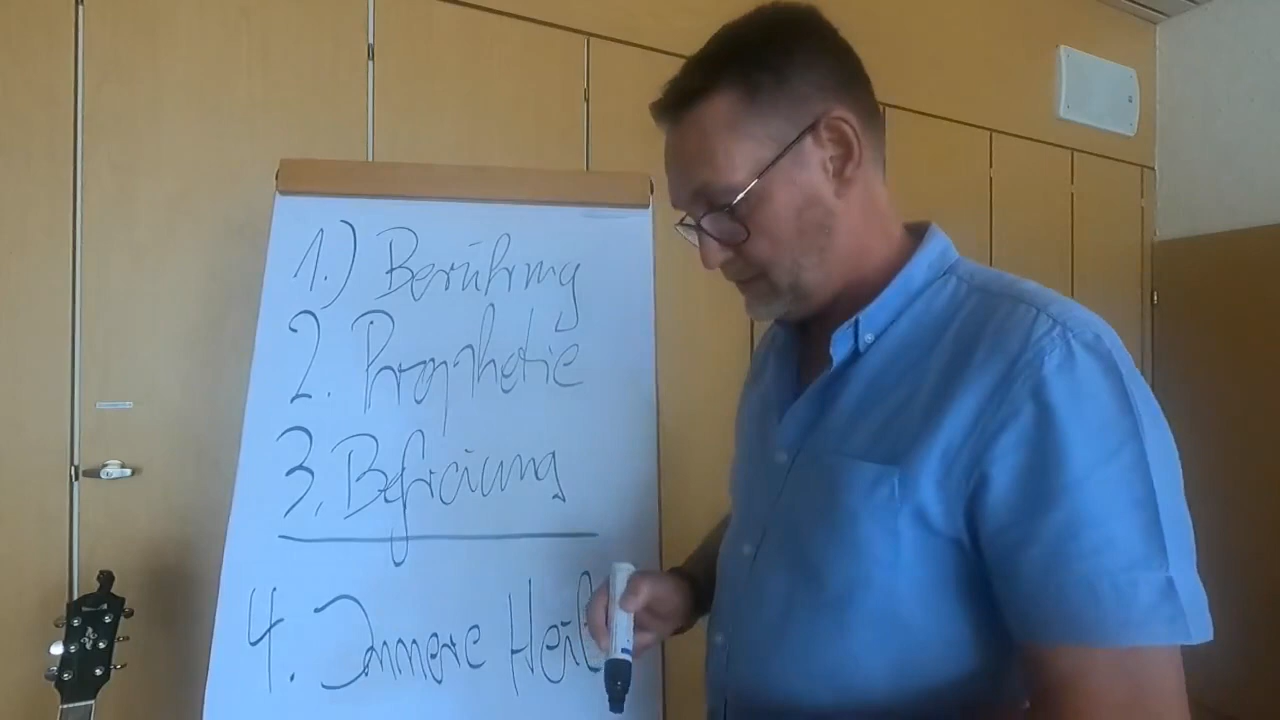 1.) Berührung
2. Prophetie
3. Befreiung
4. Innere Heil